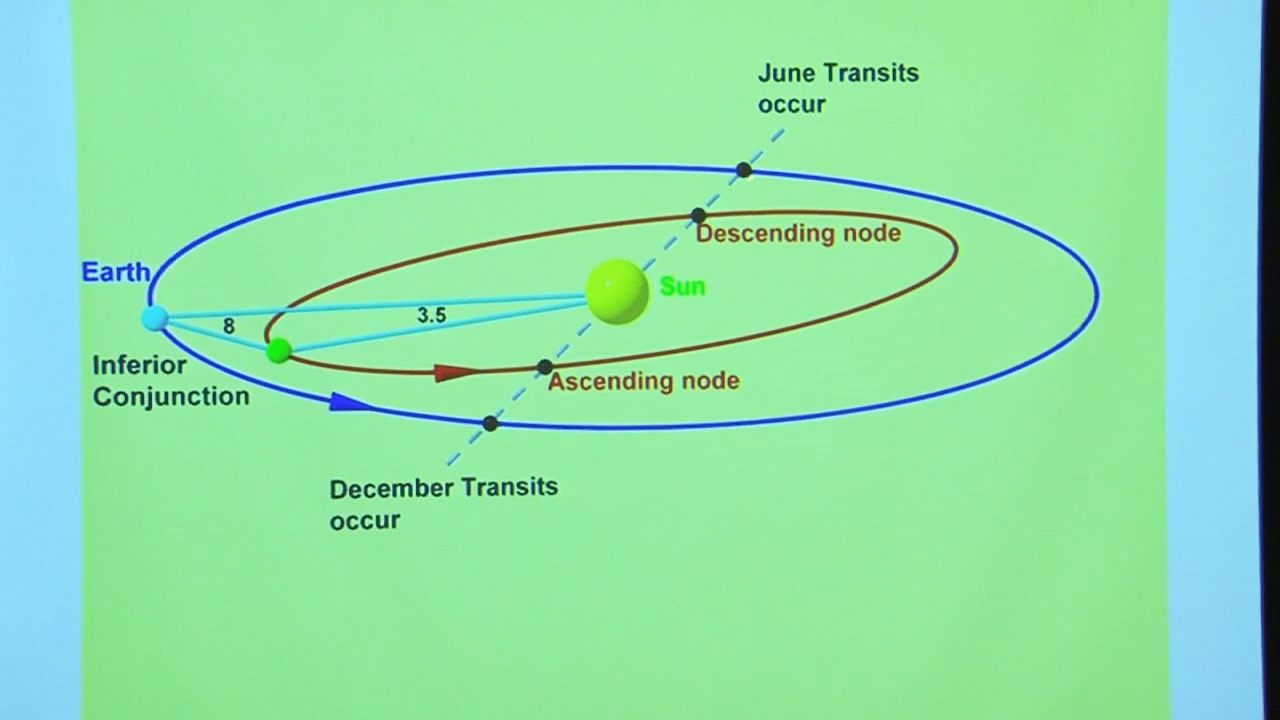 June Transits
occur
Descending node
Earth
Sun
8
3.5
Inferior
Conjunction
Ascending node
December Transits
occur